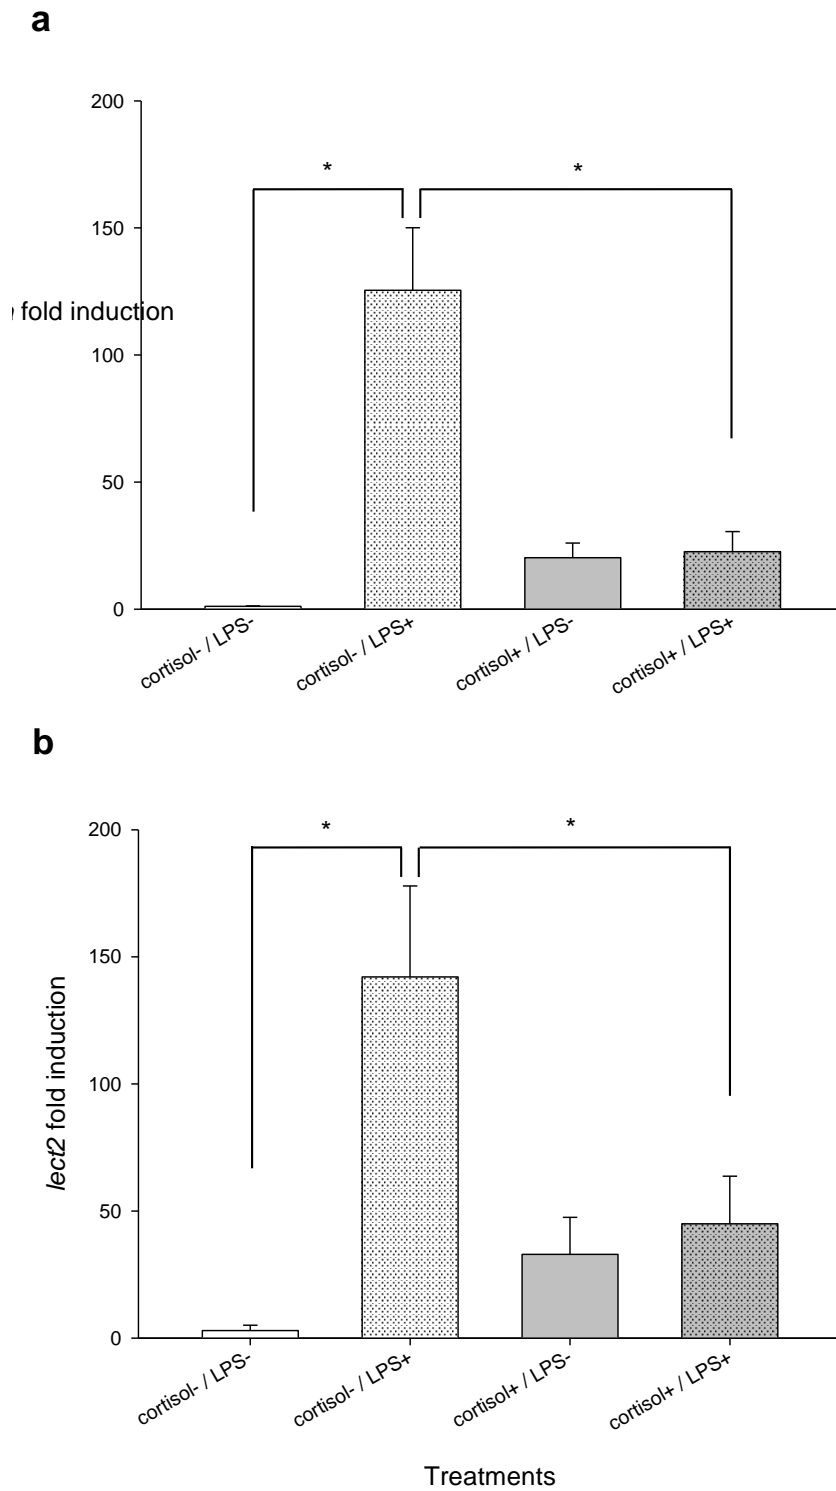 a
200
*
*
150
fold induction
100
50
0
cortisol- / LPS-
cortisol- / LPS+
cortisol+ / LPS-
cortisol+ / LPS+
b
200
*
*
150
lect2 fold induction
100
50
0
cortisol- / LPS-
cortisol- / LPS+
cortisol+ / LPS-
cortisol+ / LPS+
Treatments